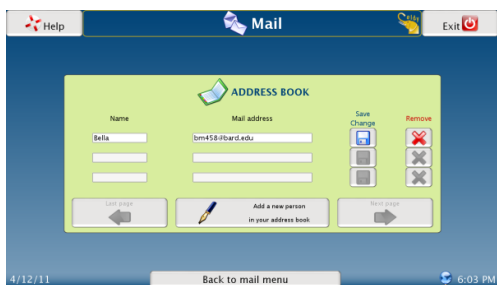 Help
Mail
Eldy
Exit
ADDRESS BOOK
Name
Mail address
Save
Change
Remove
Bella
bm458@bard.edu
Last page
Add a new person
in your address book
Next page
4/12/11
Back to mail menu
6:03 PM